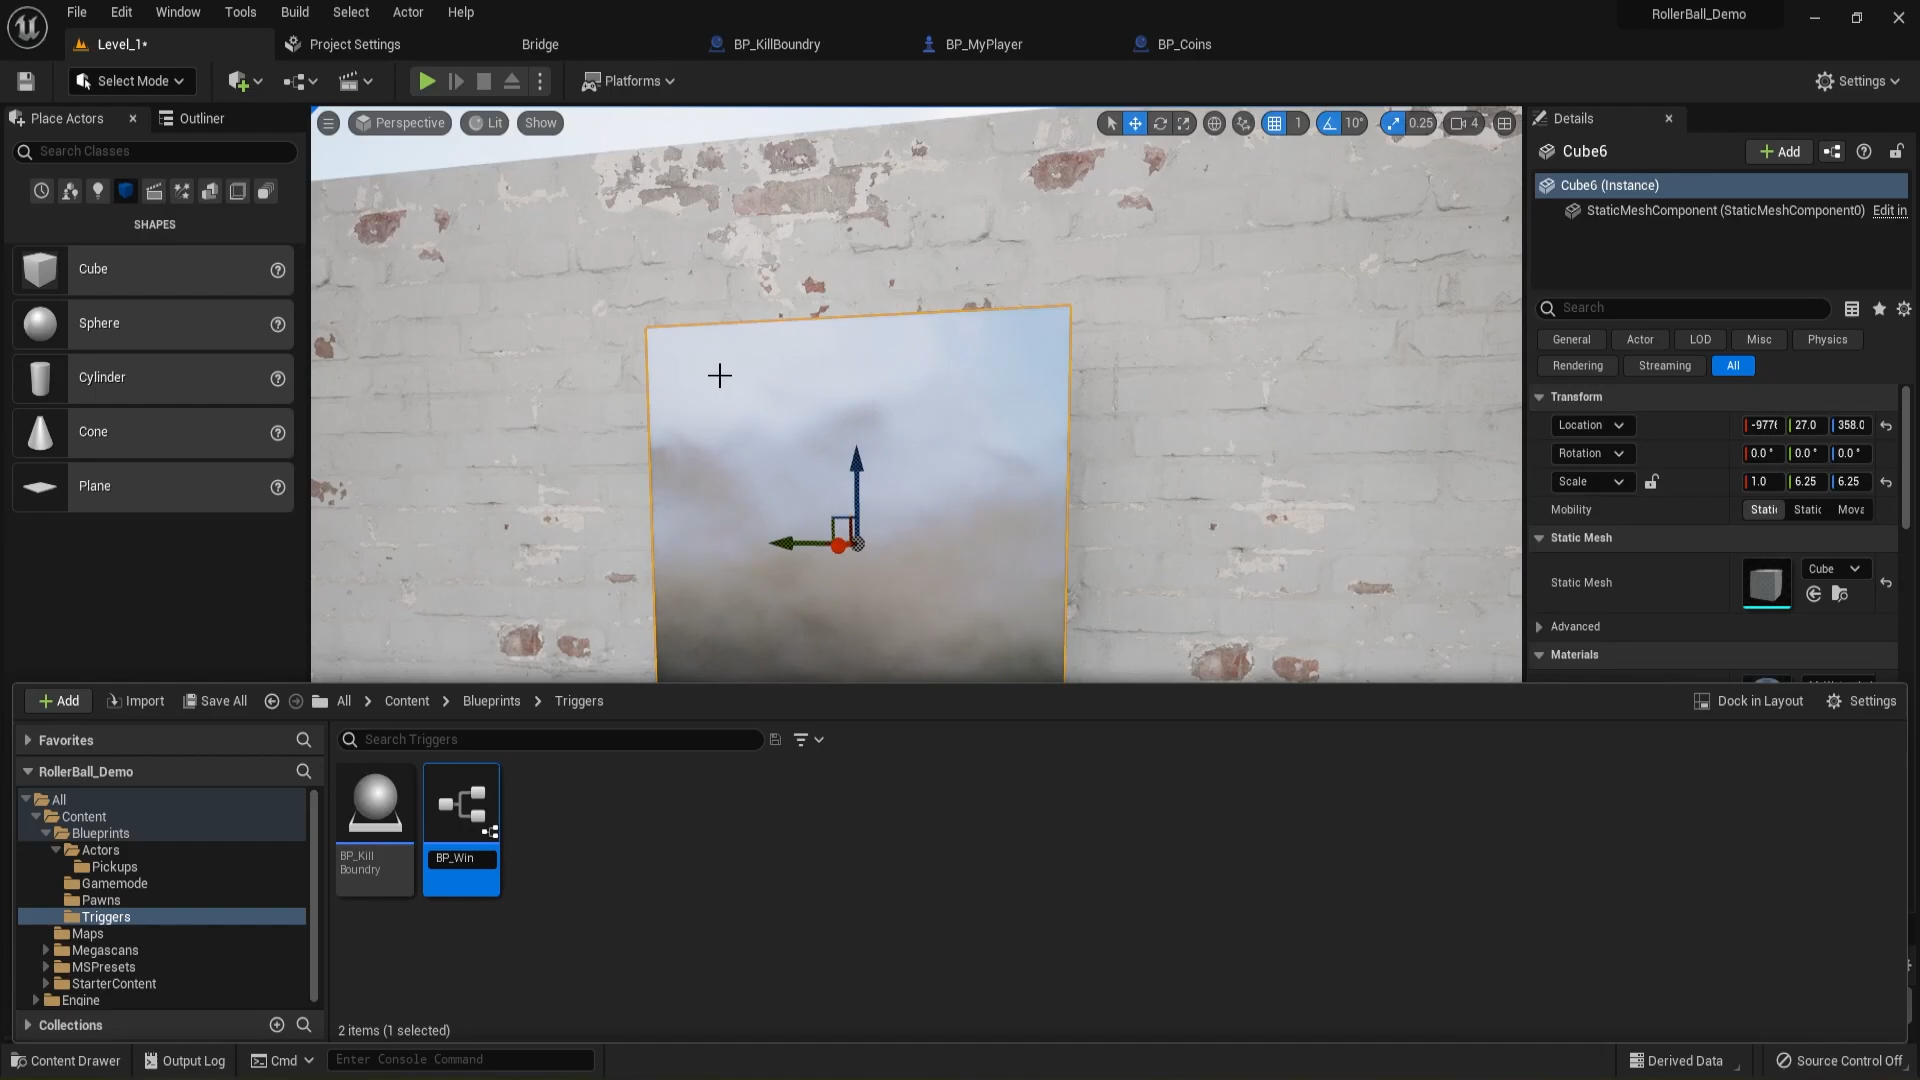 File Edit Window Tools Build Select Actor Help
RollerBall_Demo
Level_1*
Project Settings
Bridge
BP_KillBoundry
BP_MyPlayer
BP_Coins
Select Mode
Platforms
Settings
Place Actors
Outliner
Search Classes
SHAPES
Cube
Sphere
Cylinder
Cone
Plane
Perspective
Lit
Show
1
10°
0.25
4
Details
Cube6
Add
Cube6 (Instance)
StaticMeshComponent (StaticMeshComponent0)
Edit in
Search
General
Actor
LOD
Misc
Physics
Rendering
Streaming
All
Transform
Location
27.0
358.0
Rotation
0.0° 0.0° 0.0°
Scale
1.0 6.25 6.25
Mobility
Static
Mesh
Static Mesh
Cube
Advanced
Materials
Add
Import
Save All
All > Content > Blueprints > Triggers
Dock in Layout
Settings
Favorites
RollerBall_Demo
All
Content
Blueprints
Actors
Pickups
Gamemode
Pawns
Triggers
Maps
Megascans
MSPresets
StarterContent
Engine
Collections
Search Triggers
BP_Kill
Boundry
BP_Win
2 items (1 selected)
Content Drawer
Output Log
Cmd
Enter Console Command
Derived Data
Source Control Off